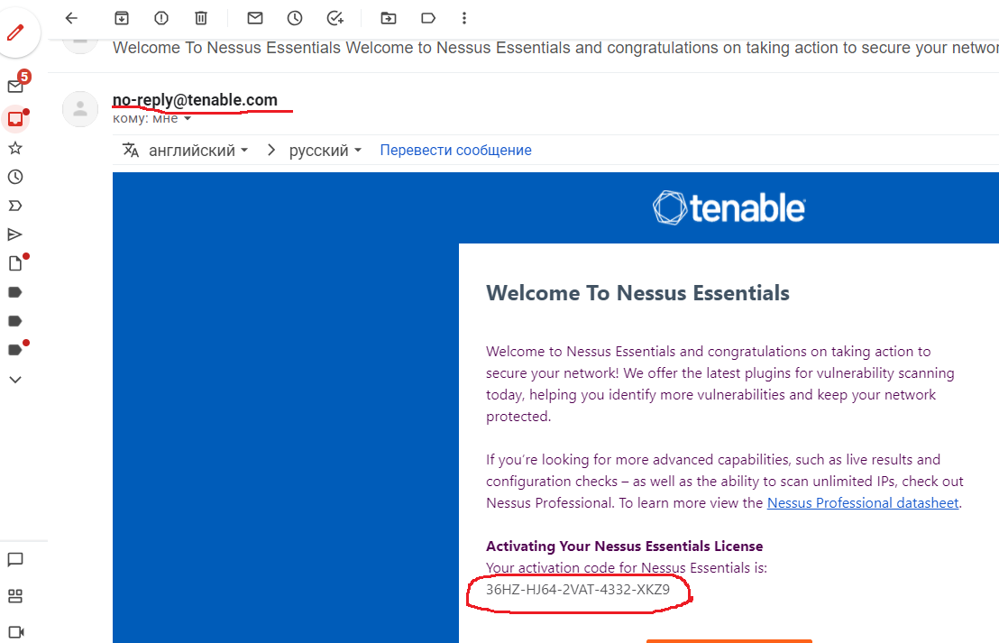 Welcome To Nessus Essentials Welcome to Nessus Essentials and congratulations on taking action to secure your networ
5
no-reply@tenable.com
кому: мне
английский > русский Перевести сообщение
tenable
Welcome To Nessus Essentials
Welcome to Nessus Essentials and congratulations on taking action to
secure your network! We offer the latest plugins for vulnerability scanning
today, helping you identify more vulnerabilities and keep your network
protected.
If you’re looking for more advanced capabilities, such as live results and
configuration checks – as well as the ability to scan unlimited IPs, check out
Nessus Professional. To learn more view the Nessus Professional datasheet.
Activating Your Nessus Essentials License
Your activation code for Nessus Essentials is:
36HZ-HJ64-2VAT-4332-XKZ9